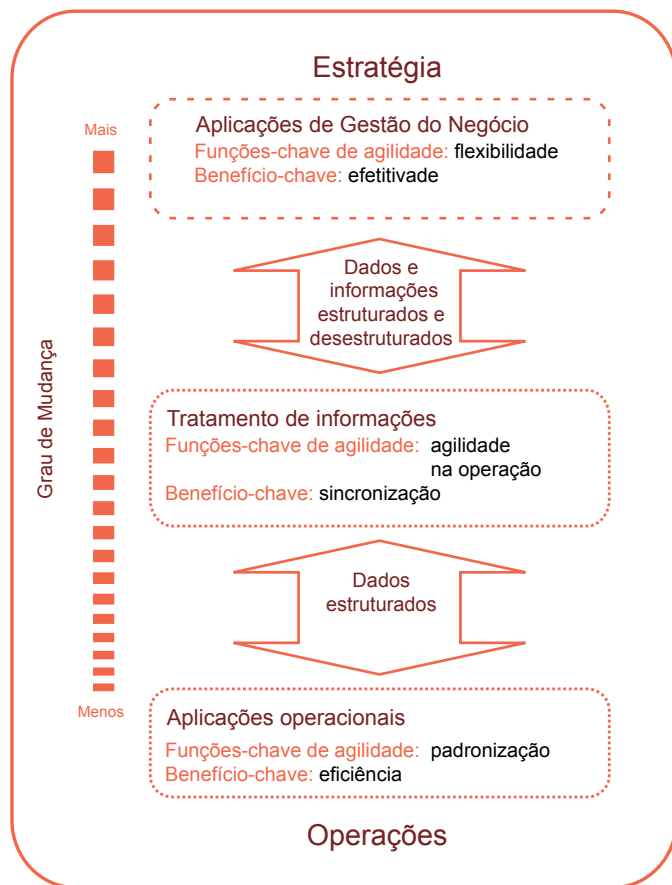 Estratégia
Mais
Aplicações de Gestão do Negócio
Funções-chave de agilidade: flexibilidade
Benefício-chave: efetitivade
Dados e
informações
estruturados e
desestruturados
Grau de Mudança
Tratamento de informações
Funções-chave de agilidade: agilidade
na operação
Benefício-chave: sincronização
Dados
estruturados
Menos
Aplicações operacionais
Funções-chave de agilidade: padronização
Benefício-chave: eficiência
Operações